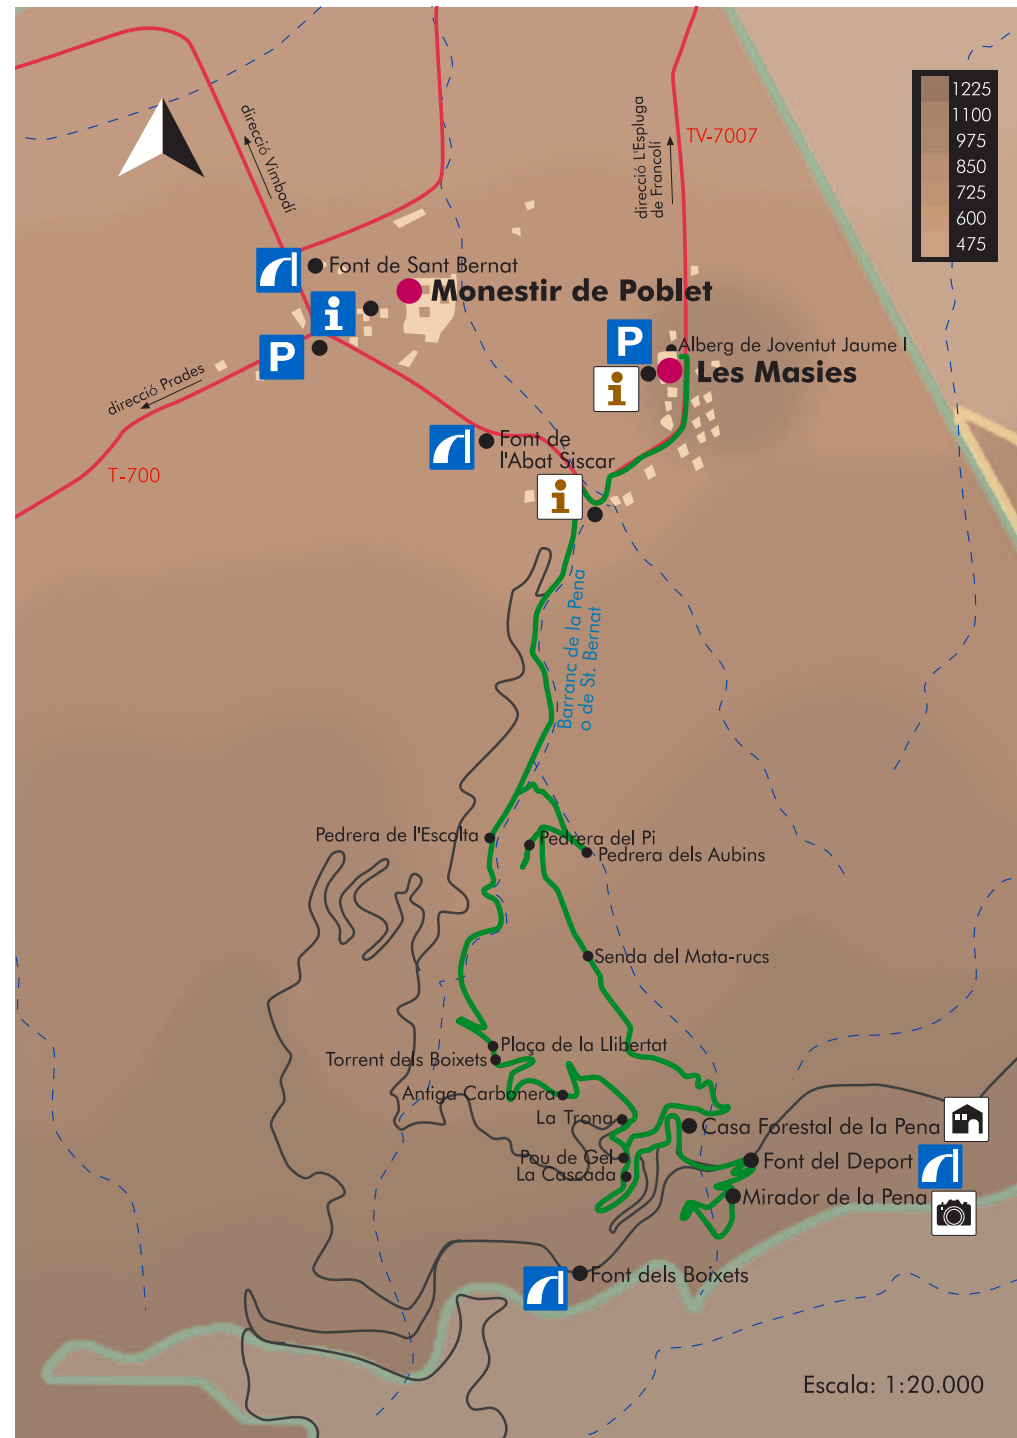 1225
1100
975
850
725
600
475
direcció Vimbodí
direcció L'Espluga
de Francolí
TV-7007
Font de Sant Bernat
Monestir de Poblet
i
P
P
Alberg de Joventut Jaume I
Les Masies
i
direcció Prades
T-700
Font de
l'Abat Siscar
i
Barranc de la Pena
o de St. Bernat
Pedrera de l'Escolta
Pedrera del Pi
Pedrera dels Aubins
Senda del Mata-rucs
Plaça de la Llibertat
Torrent dels Boixets
Antiga Carbonera
La Trona
Casa Forestal de la Pena
Pou de Gel
La Cascada
Font del Deport
Mirador de la Pena
Font dels Boixets
Escala: 1:20.000